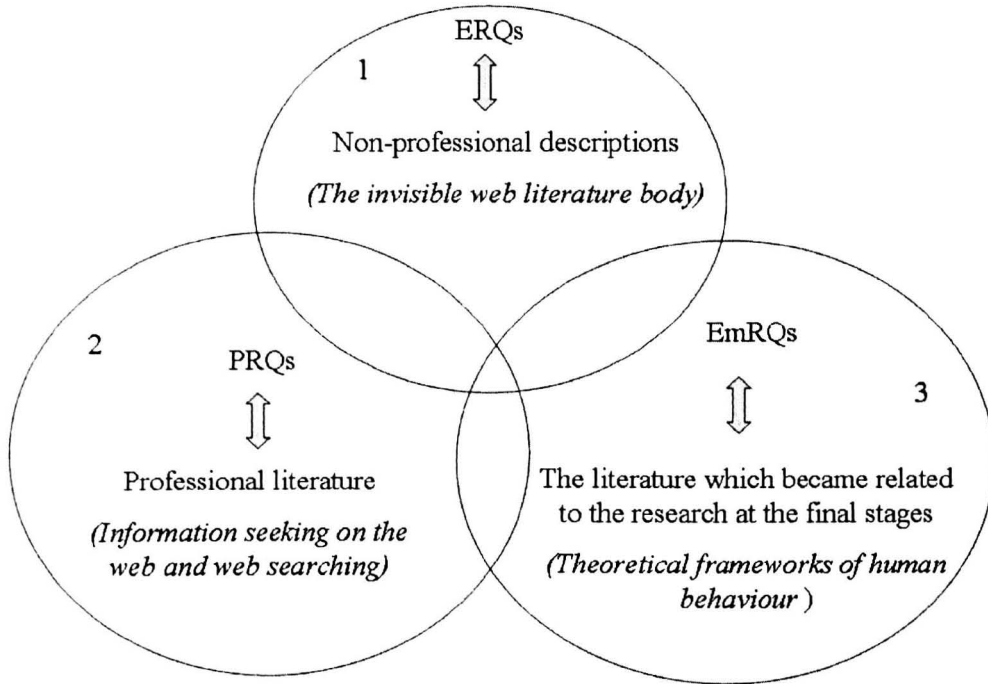 ERQs
1
Non-professional descriptions
(The invisible web literature body)
2
PRQs
Professional literature
(Information seeking on the
web and web searching)
EmRQs
3
The literature which became related
to the research at the final stages
(Theoretical frameworks of human
behaviour )